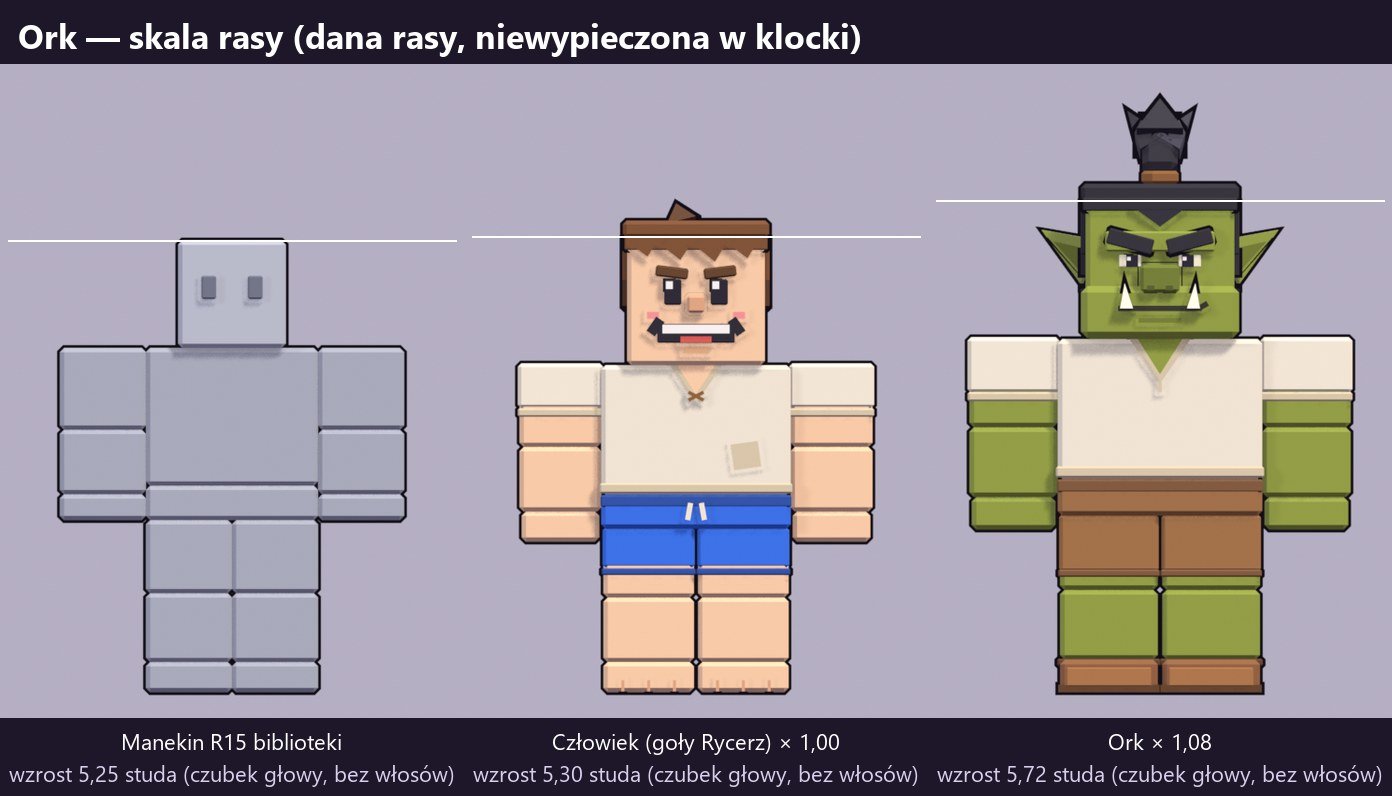 Ork — skala rasy (dana rasy, niewypieczona w klocki)
Manekin R15 biblioteki
wzrost 5,25 studa (czubek głowy, bez włosów)
Człowiek (goły Rycerz) × 1,00
wzrost 5,30 studa (czubek głowy, bez włosów)
Ork × 1,08
wzrost 5,72 studa (czubek głowy, bez włosów)